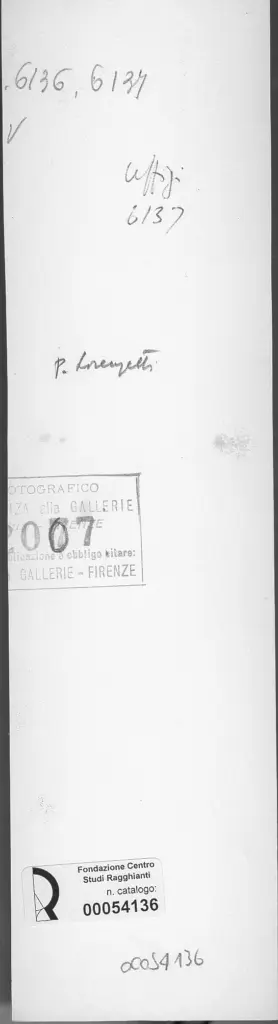 . 6136, 6137
V
Uffizi
6137
P. Lorenzetti
OTOGRAFICO
NZA alla GALLERIE
2007
obbligo citare:
GALLERIE - FIRENZE
Fondazione Centro
Studi Ragghianti
n. catalogo:
00054136
00054136